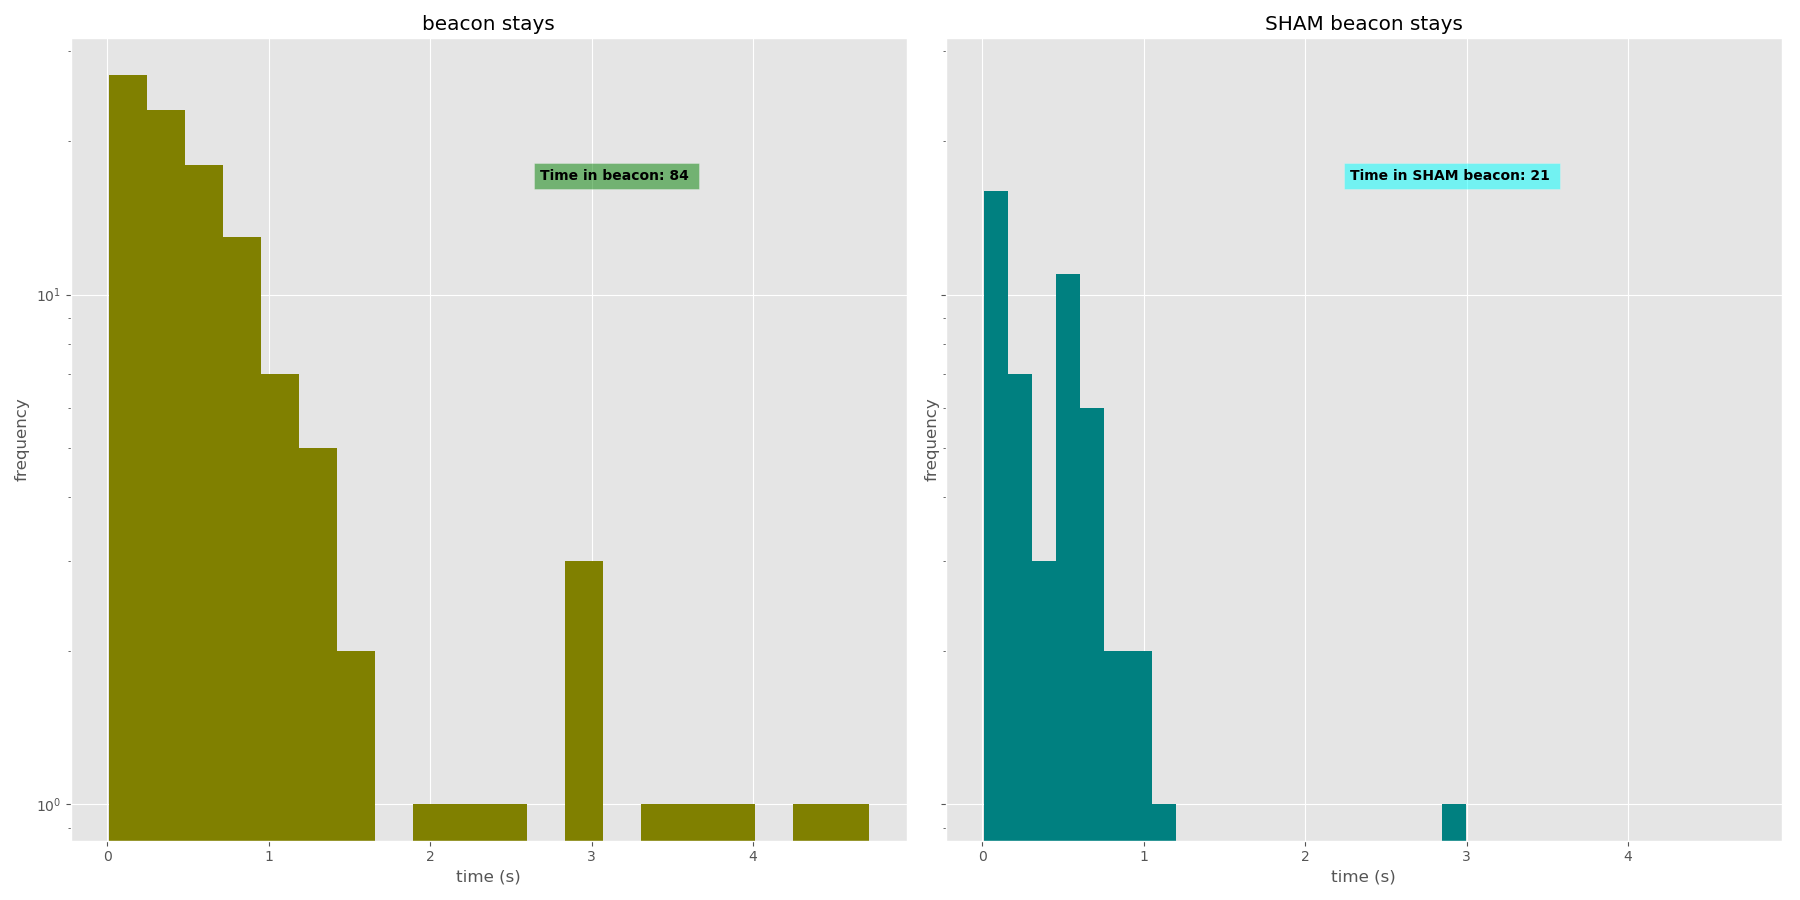 beacon stays
frequency
10¹
10⁰
Time in beacon: 84
0 1 2 3 4
time (s)
SHAM beacon stays
frequency
Time in SHAM beacon: 21
0 1 2 3 4
time (s)